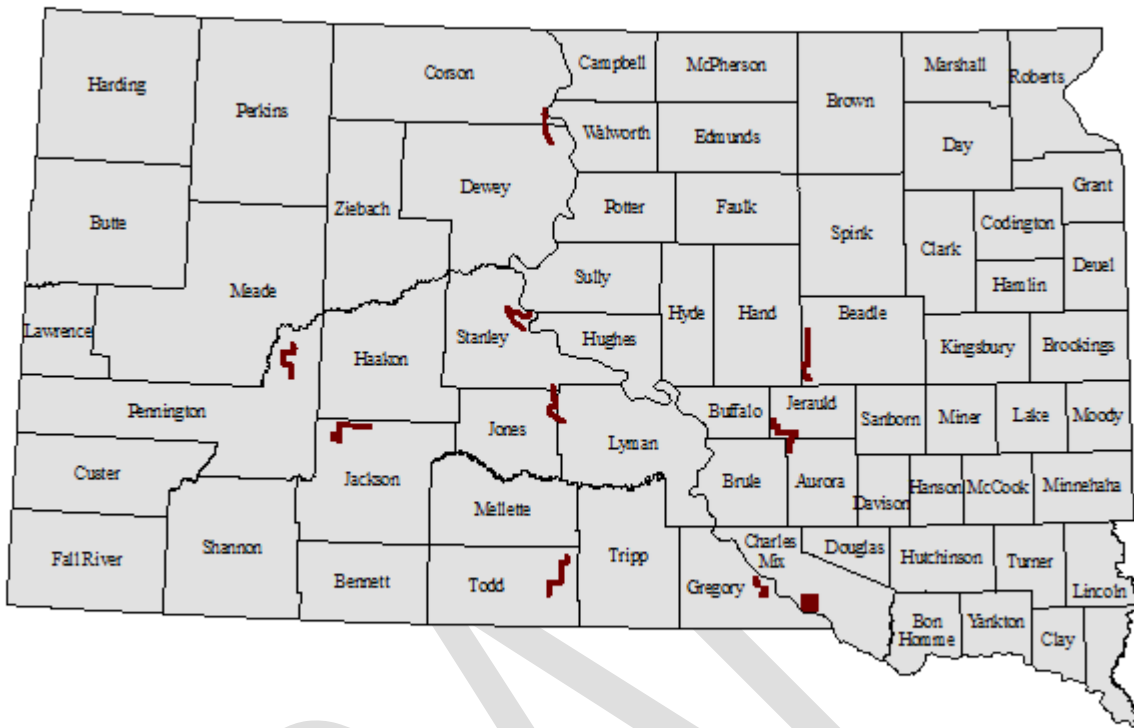 Harding
Perkins
Corson
Campbell
McPherson
Brown
Marshall
Roberts
Walworth
Edmunds
Day
Dewey
Ziebach
Butte
Potter
Faulk
Grant
Codington
Spink
Clark
Deuel
Hamlin
Meade
Sully
Hyde
Hand
Beadle
Lawrence
Stanley
Hughes
Haakon
Kingsbury
Brookings
Pennington
Buffalo
Jerauld
Sanborn
Miner
Lake
Moody
Jones
Lyman
Custer
Jackson
Brule
Aurora
Davison
Hanson
McCook
Minnehaha
Mellette
Shannon
Fall River
Bennett
Todd
Tripp
Gregory
Charles
Mix
Douglas
Hutchinson
Turner
Lincoln
Bon
Homme
Yankton
Clay